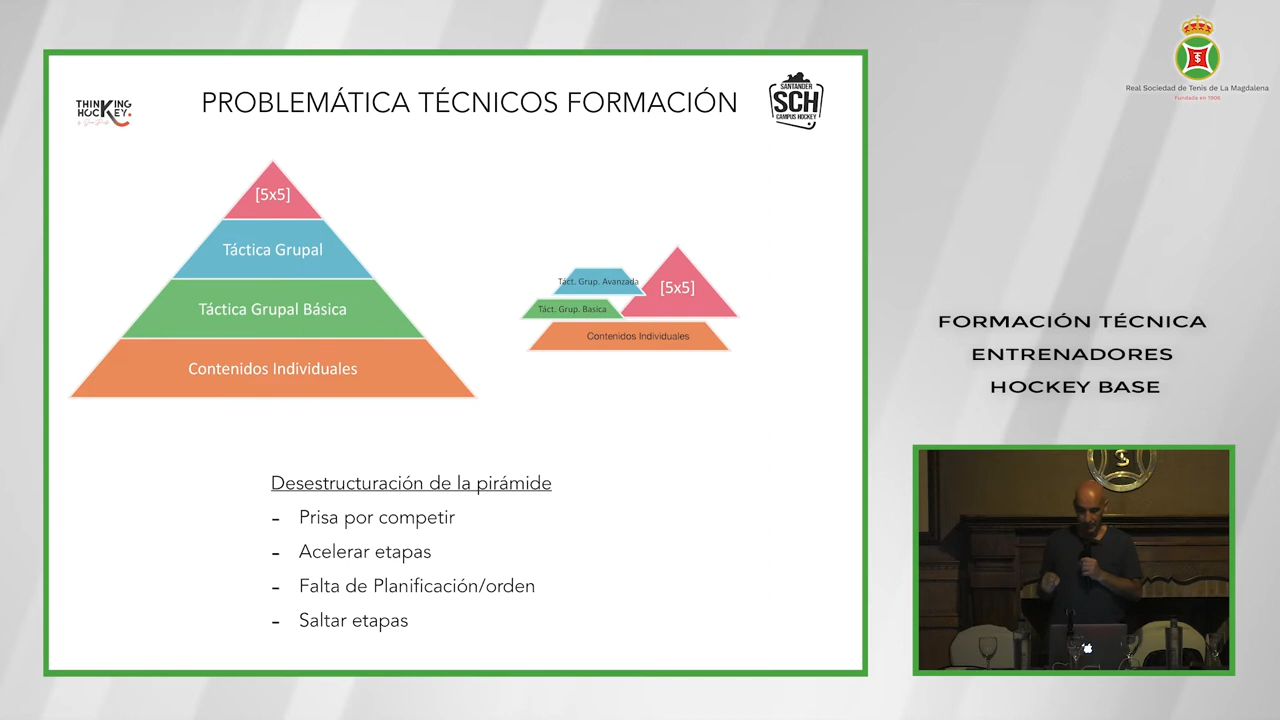 THINKING
HOCKEY.
PROBLEMÁTICA TÉCNICOS FORMACIÓN
SANTANDER
SCH
CAMPUS HOCKEY
Real Sociedad de Tenis de La Magdalena
Fundada en 1906
[5x5]
Táctica Grupal
Táctica Grupal Básica
Contenidos Individuales
Táct. Grup. Avanzada
[5x5]
Táct. Grup. Basica
Contenidos Individuales
FORMACIÓN TÉCNICA
ENTRENADORES
HOCKEY BASE
Desestructuración de la pirámide
- Prisa por competir
- Acelerar etapas
- Falta de Planificación/orden
- Saltar etapas